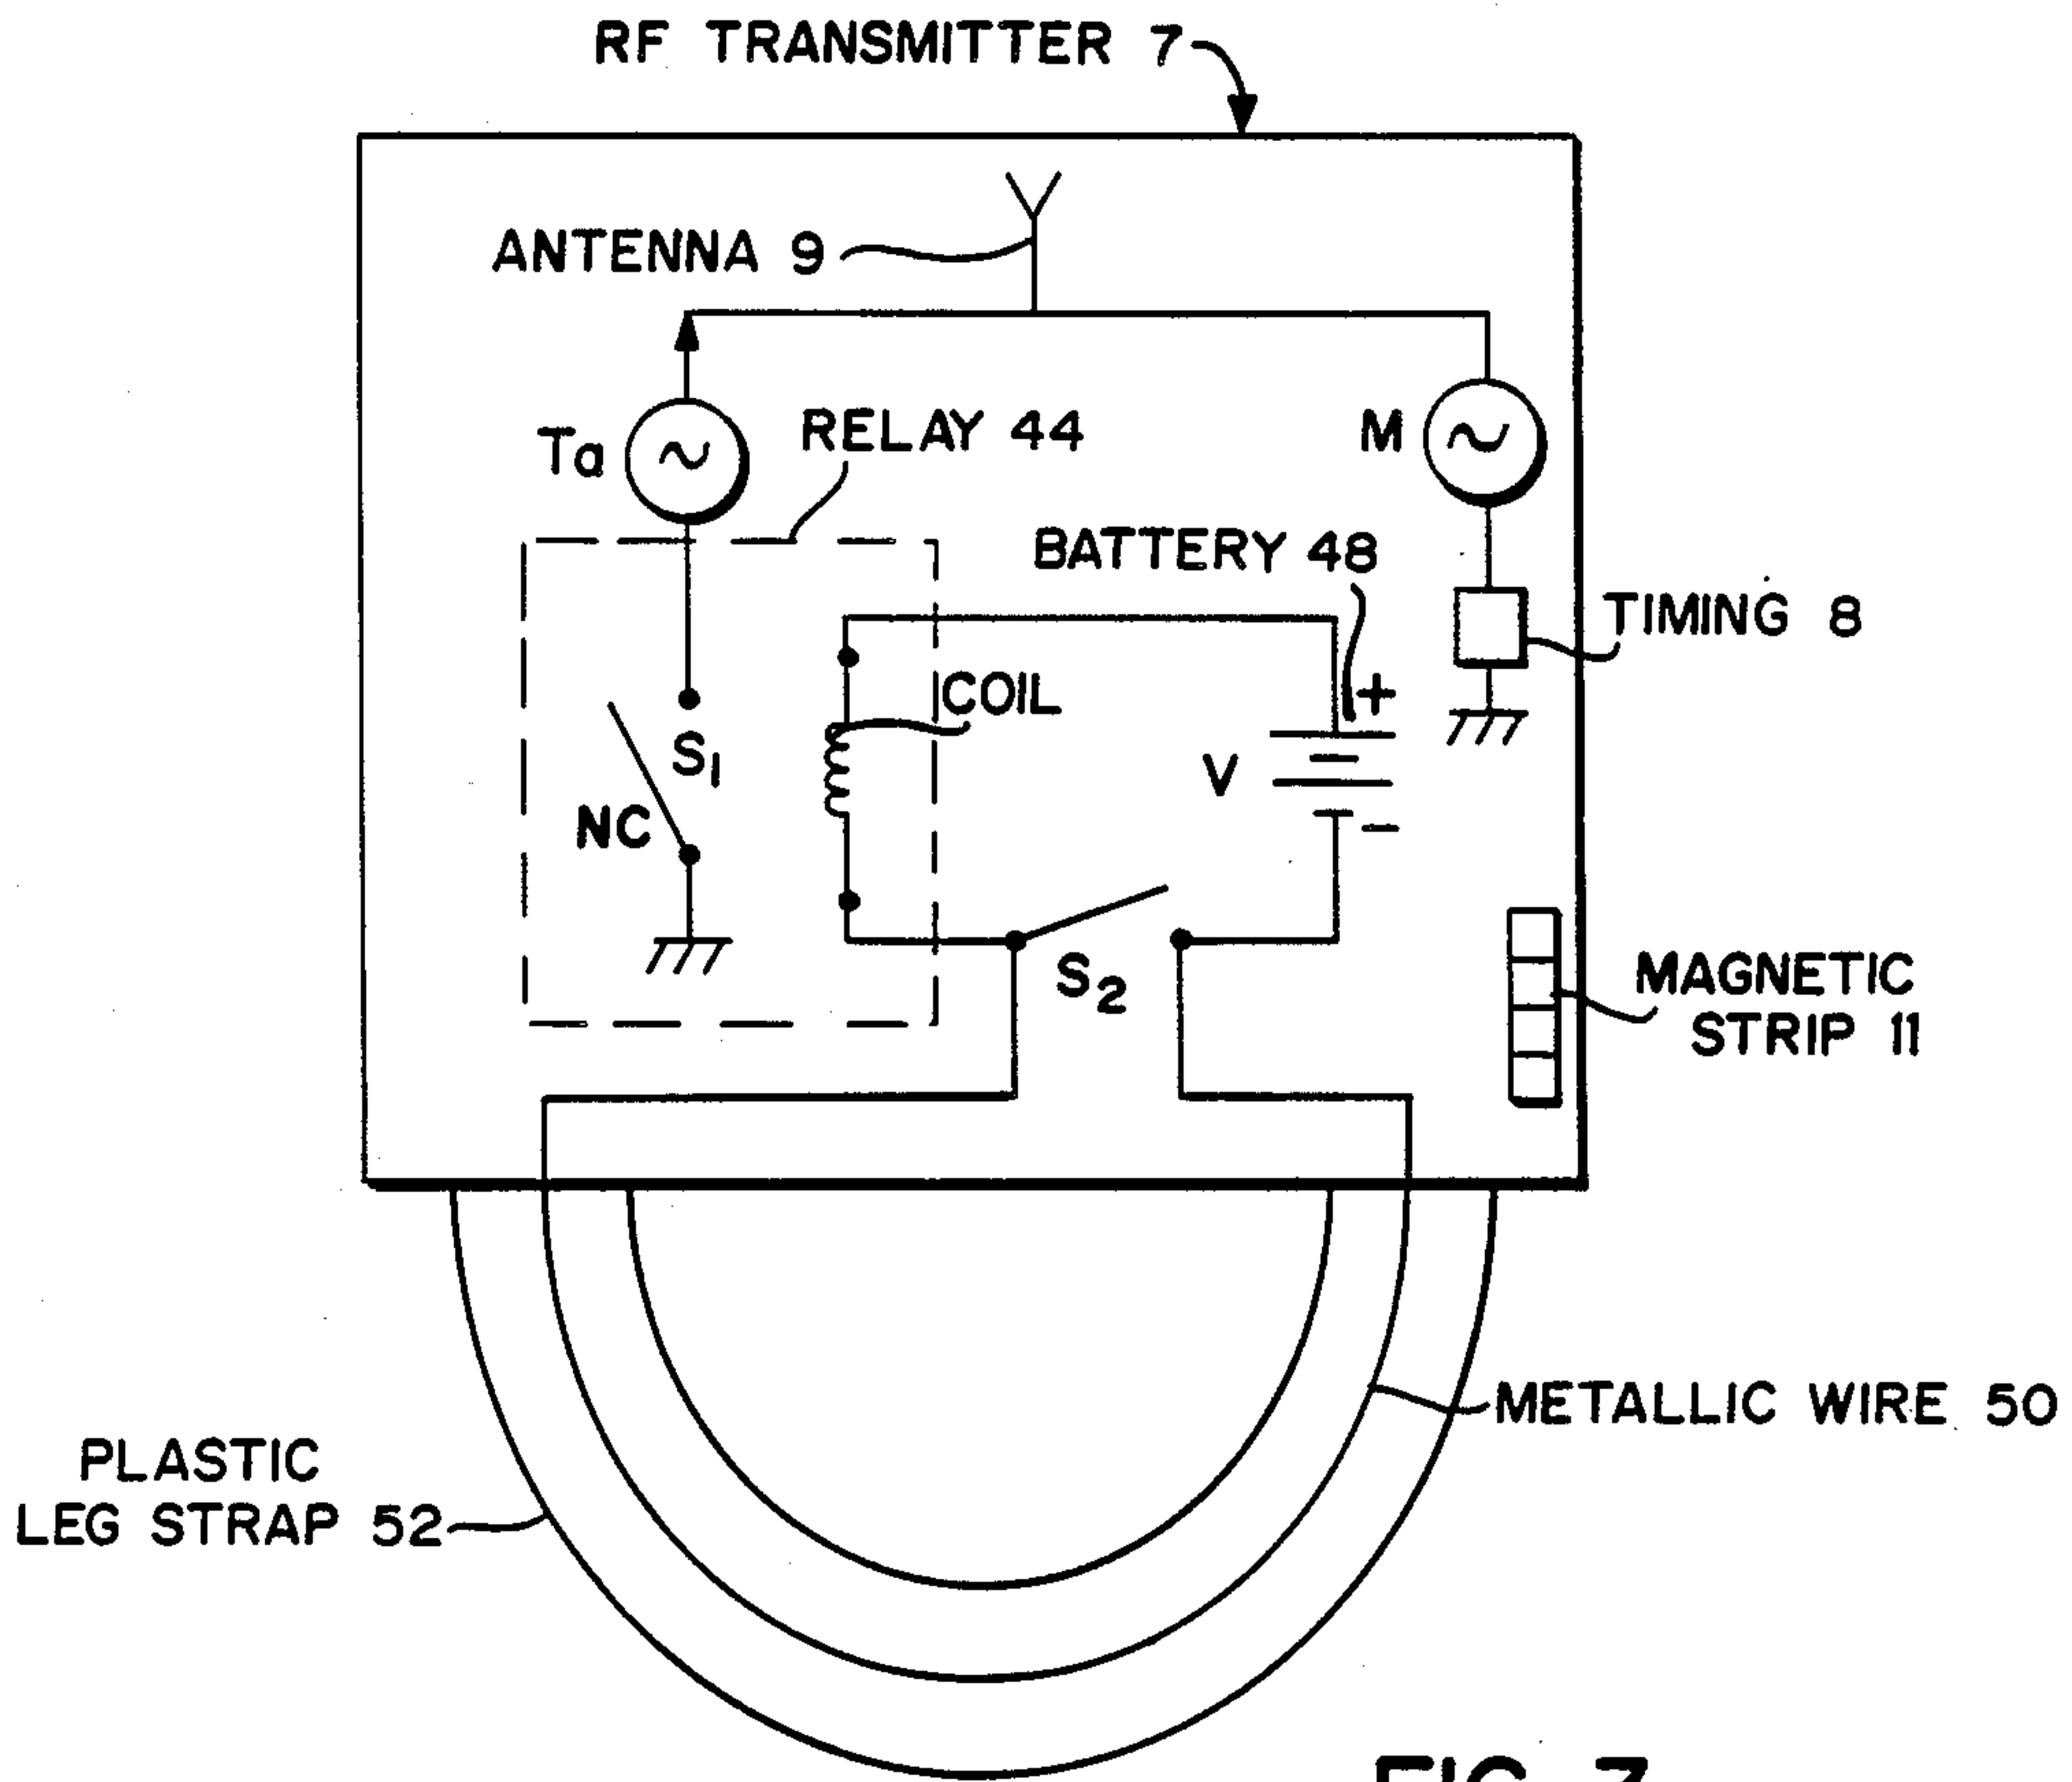 RF TRANSMITTER 7
ANTENNA 9
Ta
RELAY 44
M
BATTERY 48
TIMING 8
COIL
+
S1
V
NC
-
S2
MAGNETIC
STRIP 11
METALLIC WIRE 50
PLASTIC
LEG STRAP 52